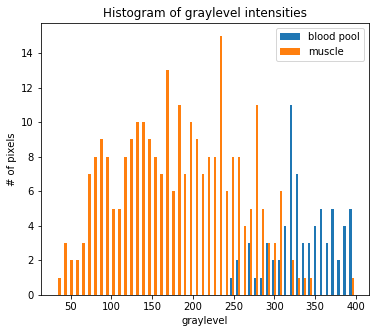 Histogram of graylevel intensities
blood pool
muscle
14
12
10
8
6
4
2
0
# of pixels
50 100 150 200 250 300 350 400
graylevel